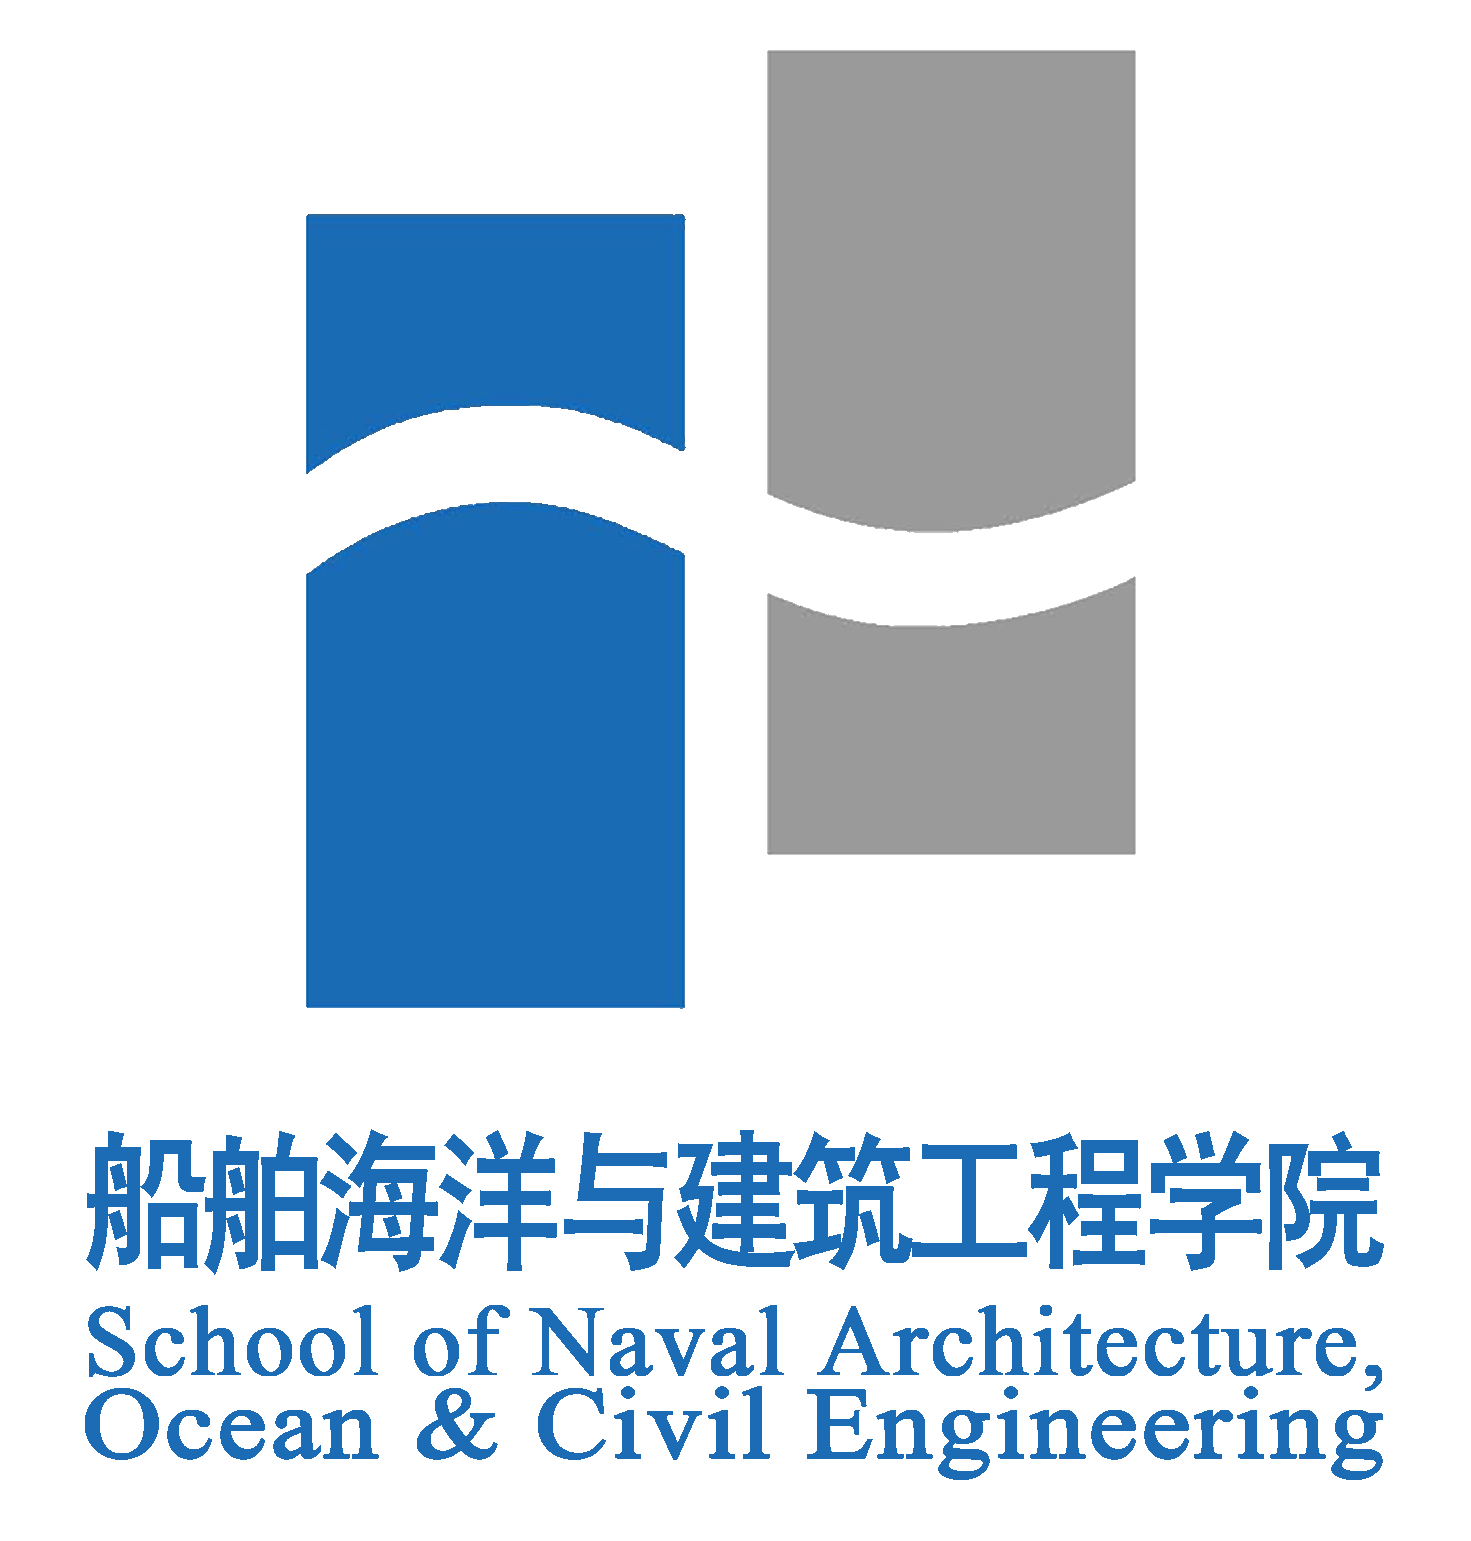 船舶海洋与建筑工程学院
School of Naval Architecture,
Ocean & Civil Engineering